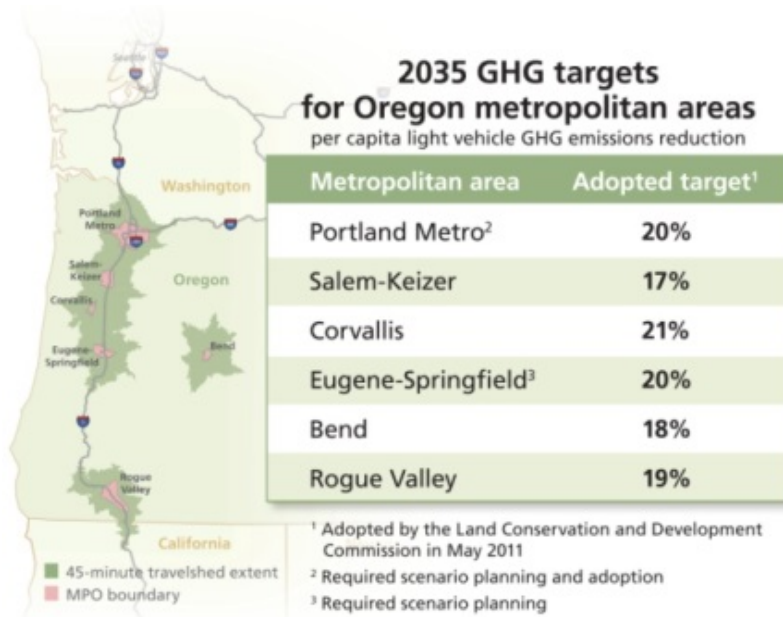 2035 GHG targets
for Oregon metropolitan areas
per capita light vehicle GHG emissions reduction
Metropolitan area Adopted target¹
Portland Metro² 20%
Salem-Keizer 17%
Corvallis 21%
Eugene-Springfield³ 20%
Bend 18%
Rogue Valley 19%
¹ Adopted by the Land Conservation and Development
Commission in May 2011
² Required scenario planning and adoption
³ Required scenario planning
Seattle
Washington
Portland
Metro
Salem-
Keizer
Oregon
Corvallis
Eugene-
Springfield
Bend
Rogue
Valley
California
45-minute travelshed extent
MPO boundary